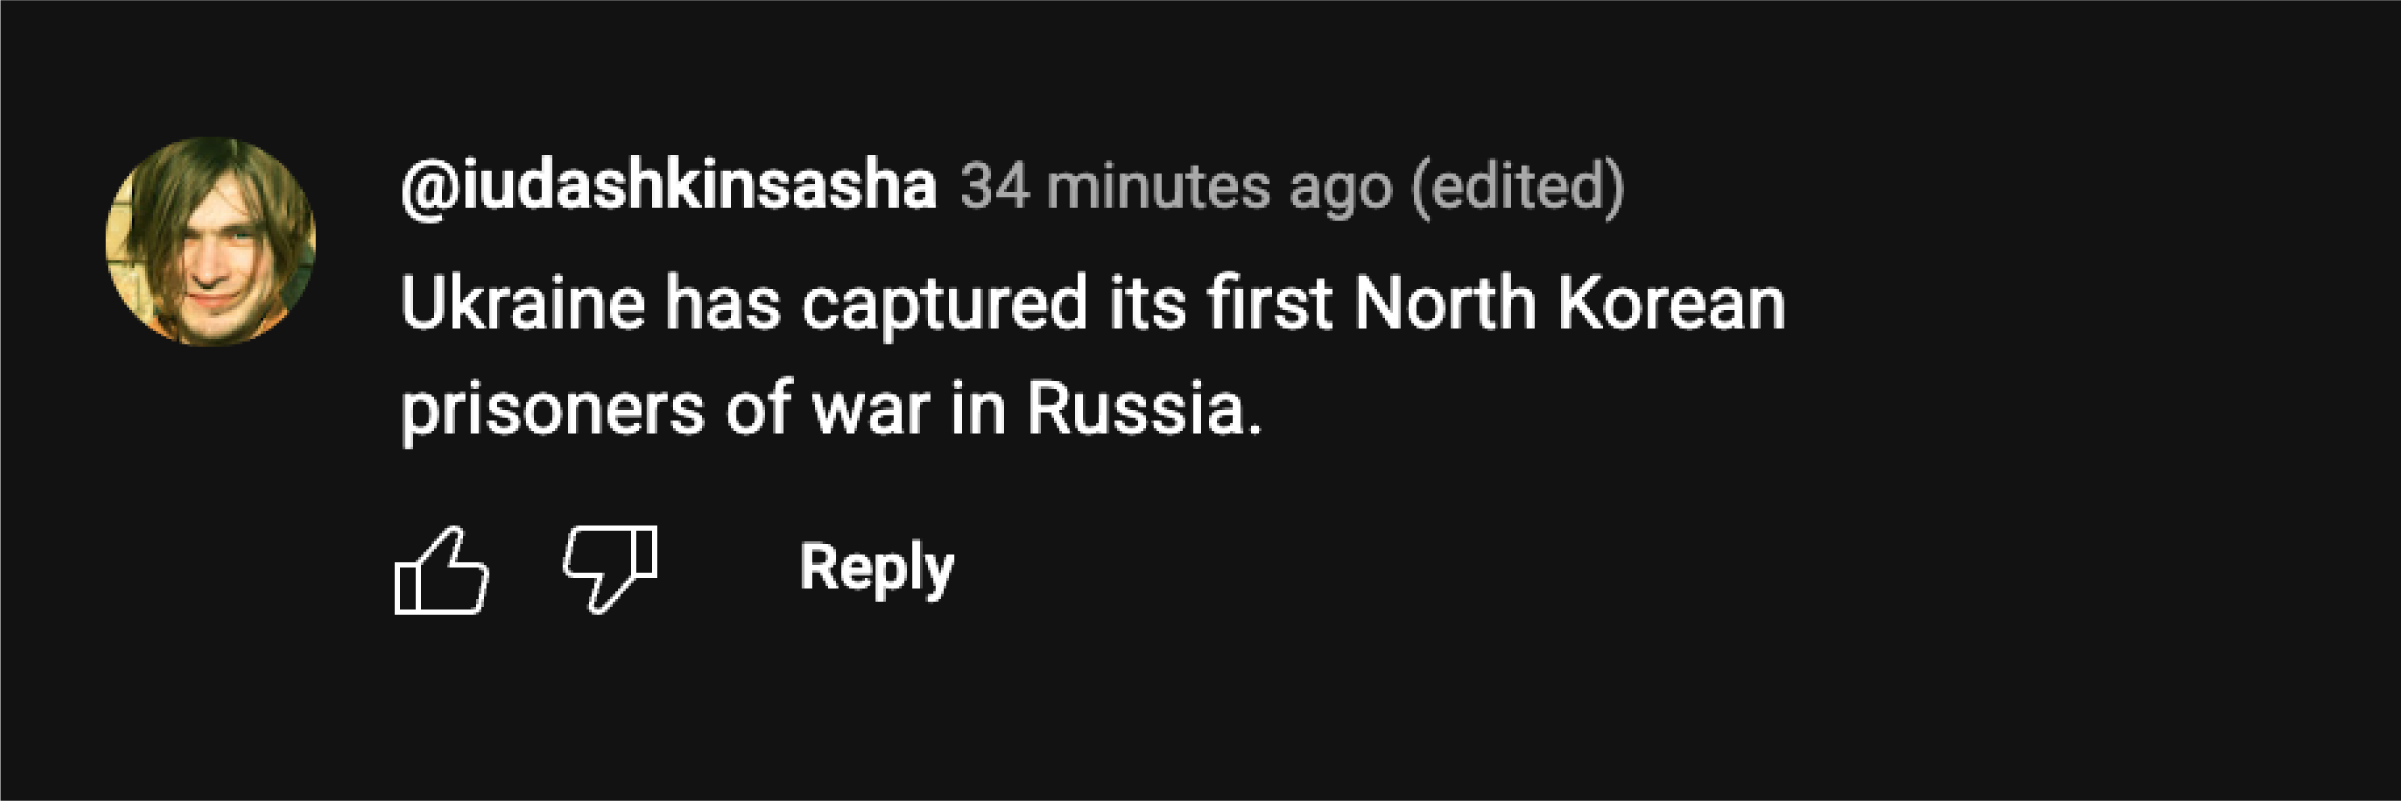 @iudashkinsasha 34 minutes ago (edited)
Ukraine has captured its first North Korean
prisoners of war in Russia.
Reply